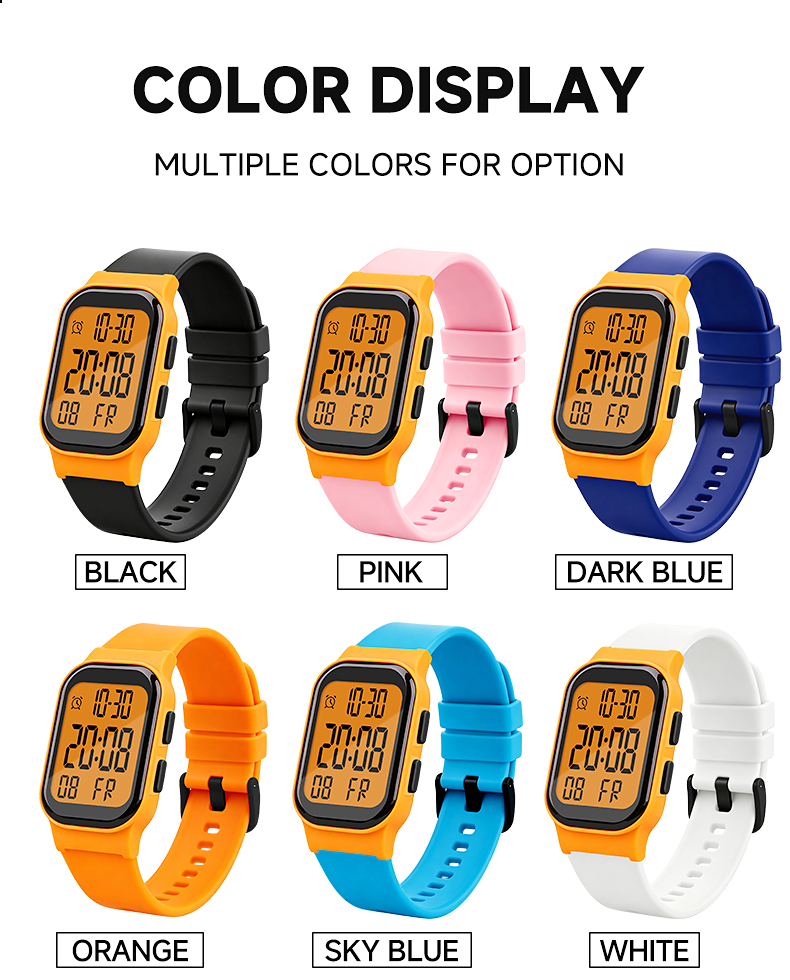 COLOR DISPLAY
MULTIPLE COLORS FOR OPTION
10:30
20:08
08 FR
10:30
20:08
08 FR
10:30
20:08
08 FR
BLACK
PINK
DARK BLUE
10:30
20:08
08 FR
10:30
20:08
08 FR
10:30
20:08
08 FR
ORANGE
SKY BLUE
WHITE